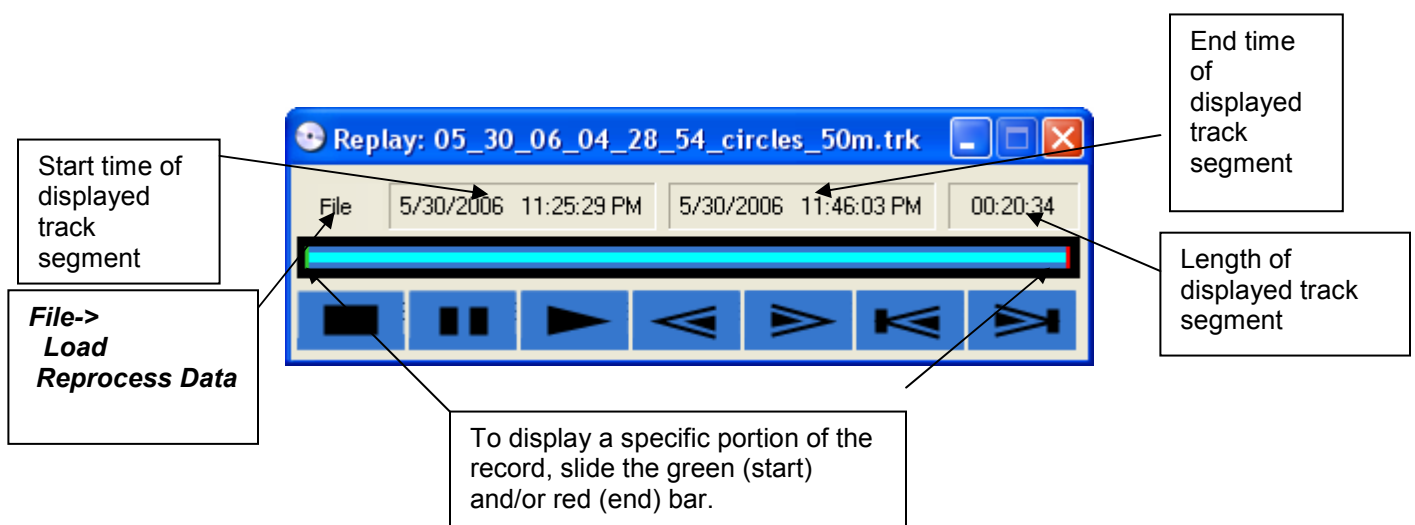 End time
of
displayed
track
segment
Replay: 05_30_06_04_28_54_circles_50m.trk
Start time of
displayed
track
segment
File 5/30/2006 11:25:29 PM 5/30/2006 11:46:03 PM 00:20:34
Length of
displayed track
segment
File->
Load
Reprocess Data
To display a specific portion of the
record, slide the green (start)
and/or red (end) bar.